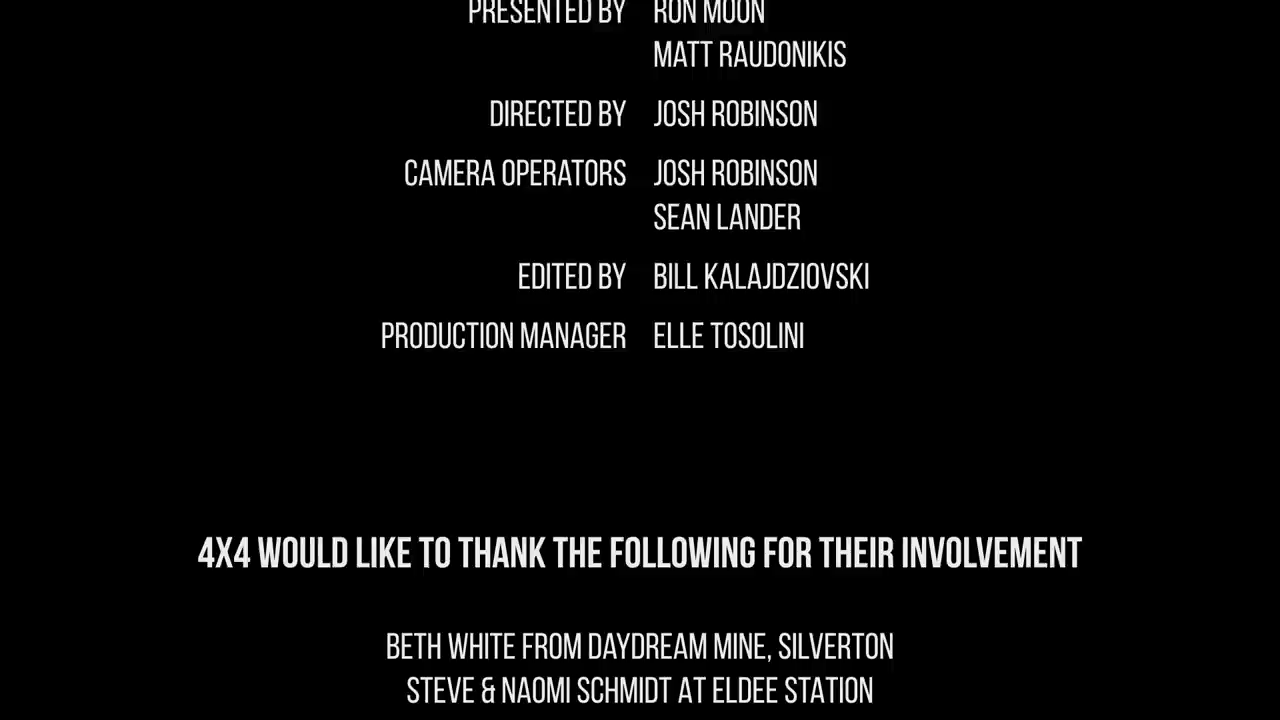 PRESENTED BY RON MOON
MATT RAUDONIKIS
DIRECTED BY JOSH ROBINSON
CAMERA OPERATORS JOSH ROBINSON
SEAN LANDER
EDITED BY BILL KALAJDZIOVSKI
PRODUCTION MANAGER ELLE TOSOLINI
4X4 WOULD LIKE TO THANK THE FOLLOWING FOR THEIR INVOLVEMENT
BETH WHITE FROM DAYDREAM MINE, SILVERTON
STEVE & NAOMI SCHMIDT AT ELDEE STATION